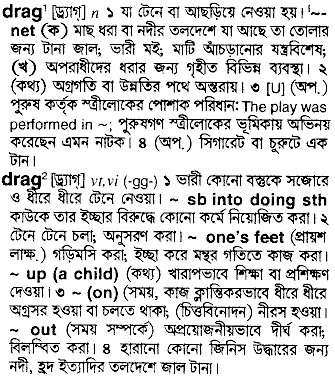 drag¹ [ড্র্যাগ্] n ১ যা টেনে বা আছড়িয়ে নেওয়া হয়। ¹~
net (ক) মাছ ধরা বা নদীর তলদেশে যা আছে তা তোলার
জন্য টানা জাল; ভারী মই; মাটি আঁচড়ানোর যন্ত্রবিশেষ;
(খ) অপরাধীদের ধরার জন্য গৃহীত বিভিন্ন ব্যবস্থা। ২
(কথ্য) অগ্রগতি বা উন্নতির পথে অন্তরায়। ৩ [U] (অপ.)
পুরুষ কর্তৃক স্ত্রীলোকের পোশাক পরিধান: The play was
performed in ~; পুরুষগণ স্ত্রীলোকের ভূমিকায় অভিনয়
করেছেন এমন নাটক। ৪ (অপ.) সিগারেট বা চুরুটে এক
টান।
drag² [ড্র্যাগ্] vt,vi (-gg-) ১ ভারী কোনো বস্তুকে সজোরে
ও ধীরে ধীরে টেনে নেওয়া। ~ sb into doing sth
কাউকে তার ইচ্ছার বিরুদ্ধে কোনো কর্মে নিয়োজিত করা। ২
টেনে টেনে চলা; অনুসরণ করা। ~ one's feet (প্রায়শ
লাক্ষ.) গড়িমসি করা; ইচ্ছা করে মন্থর গতিতে কাজ করা।
~ up (a child) (কথ্য) খারাপভাবে শিক্ষা বা প্রশিক্ষণ
দেওয়া। ৩ ~ (on) (সময়, কাজ ক্লান্তিকরভাবে ধীরে ধীরে
অগ্রসর হওয়া বা চলতে থাকা; (চিত্তবিনোদন) নীরস হওয়া।
~ out (সময় সম্পর্কে) অপ্রয়োজনীয়ভাবে দীর্ঘ করা;
বিলম্বিত করা। ৪ হারানো কোনো জিনিস উদ্ধারের জন্য
নদী, হ্রদ ইত্যাদির তলদেশে জাল টানা।